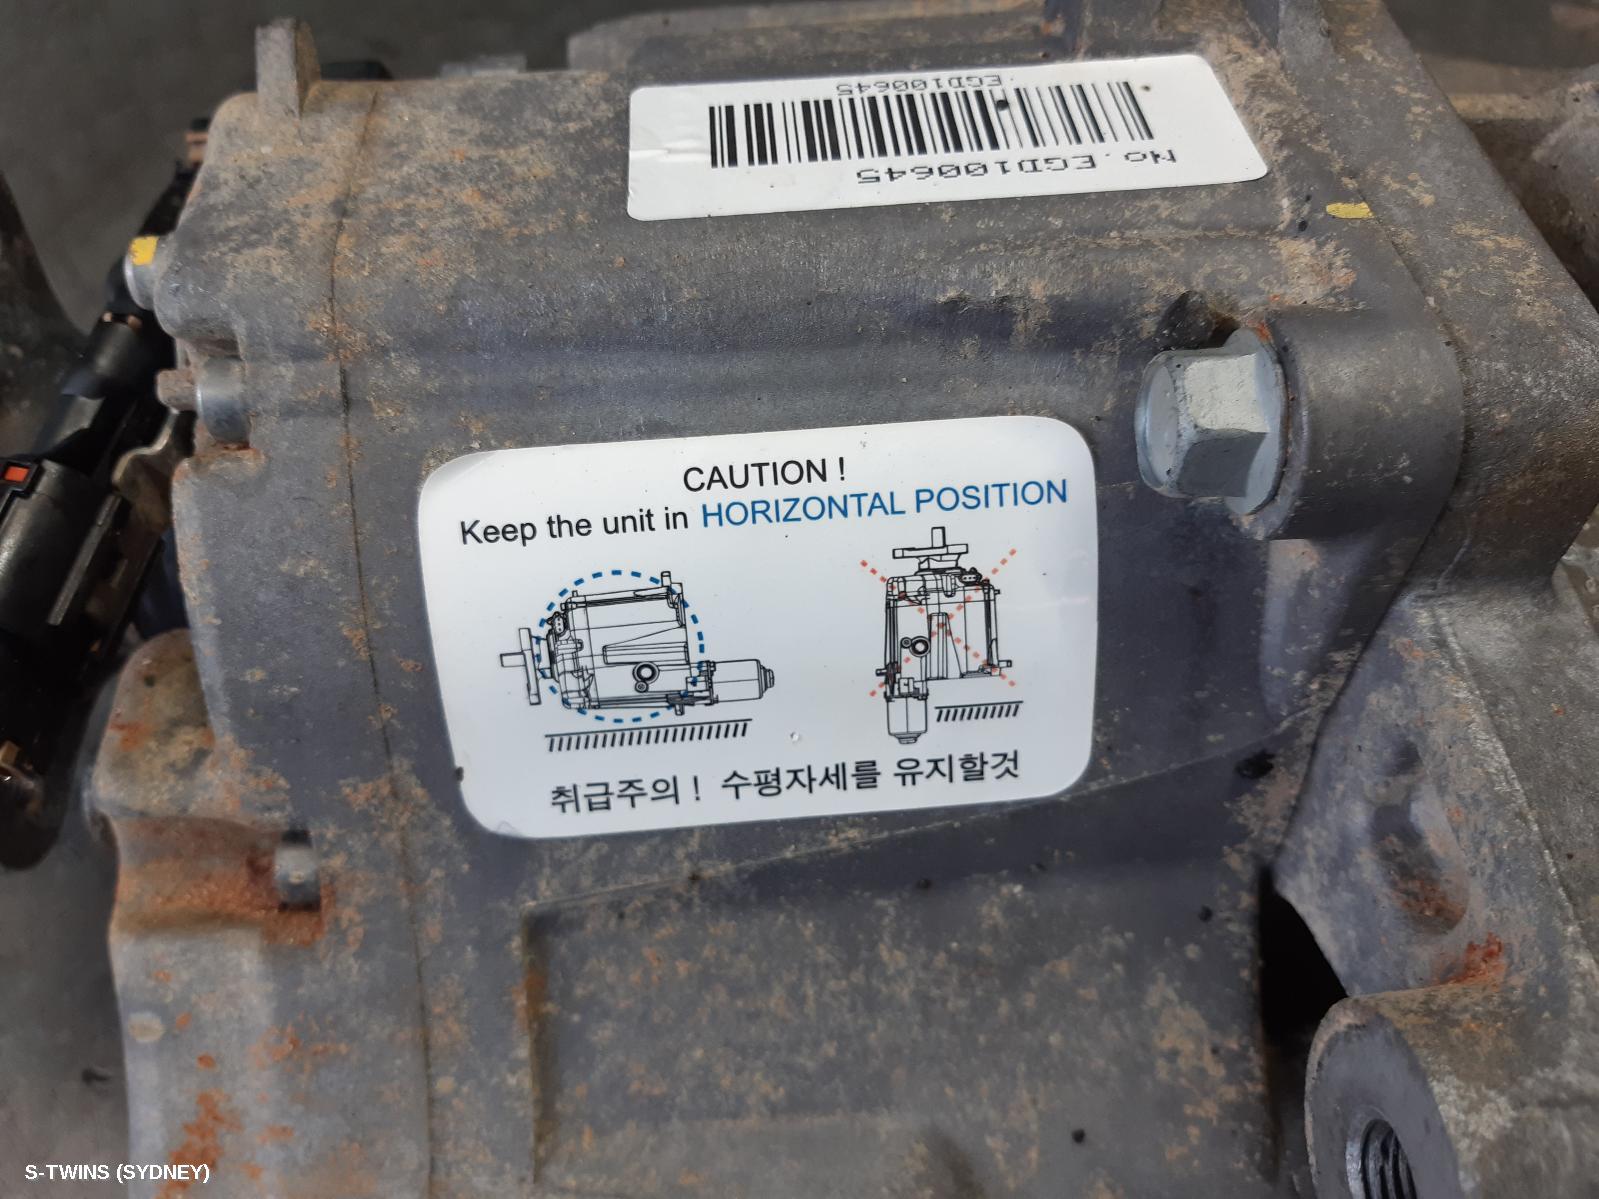 EGD100645
No. EGD100645
CAUTION !
Keep the unit in HORIZONTAL POSITION
취급주의 ! 수평자세를 유지할것
S-TWINS (SYDNEY)